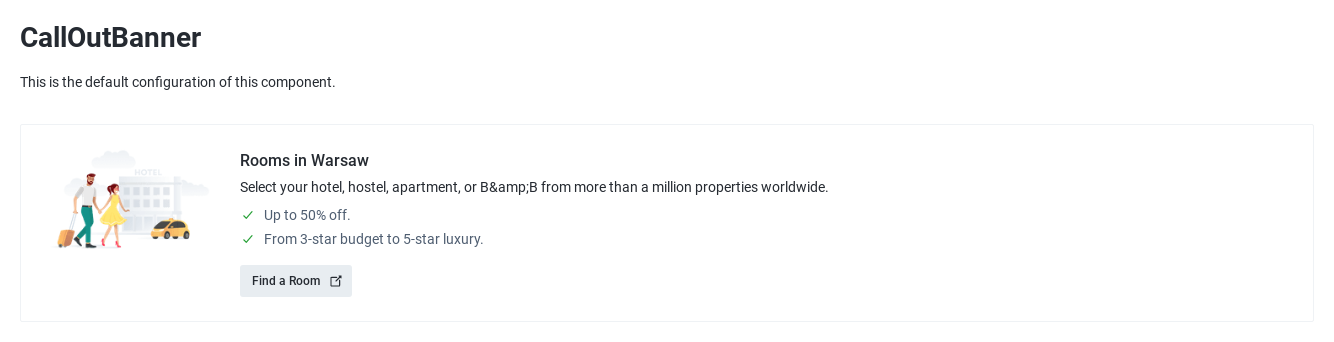 CallOutBanner
This is the default configuration of this component.
HOTEL
Rooms in Warsaw
Select your hotel, hostel, apartment, or B&amp;B from more than a million properties worldwide.
Up to 50% off.
From 3-star budget to 5-star luxury.
Find a Room